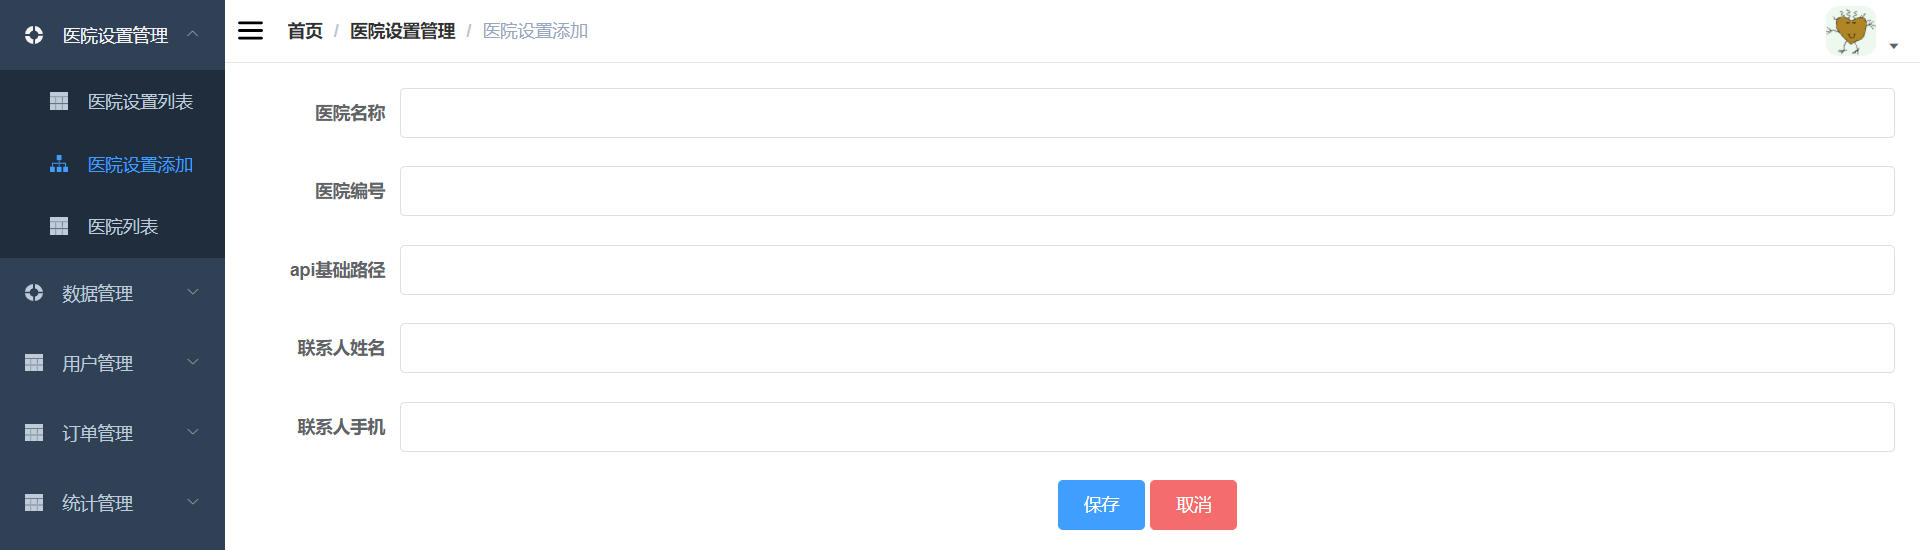 医院设置管理
医院设置列表
医院设置添加
医院列表
数据管理
用户管理
订单管理
统计管理
首页 / 医院设置管理 / 医院设置添加
医院名称
医院编号
api基础路径
联系人姓名
联系人手机
保存 取消